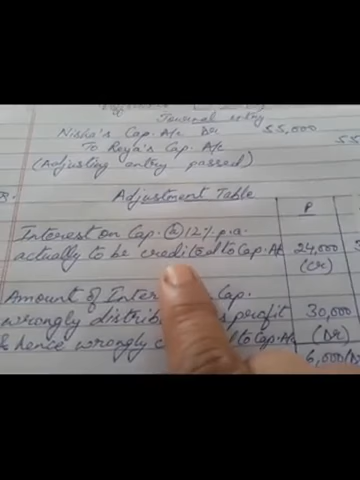 Journal entry
Nisha's Cap. A/c Dr 55,000
To Reya's Cap. A/c 55
(Adjusting entry passed)
R.
Adjustment Table
P
Interest on Cap. @ 12% p.a.
actually to be credited to Cap. A/c 24,000
(Cr)
Amount of Inter Cap.
wrongly distrib profit 30,000
& hence wrongly c to Cap. A/c (Dr)
6,000 (Dr